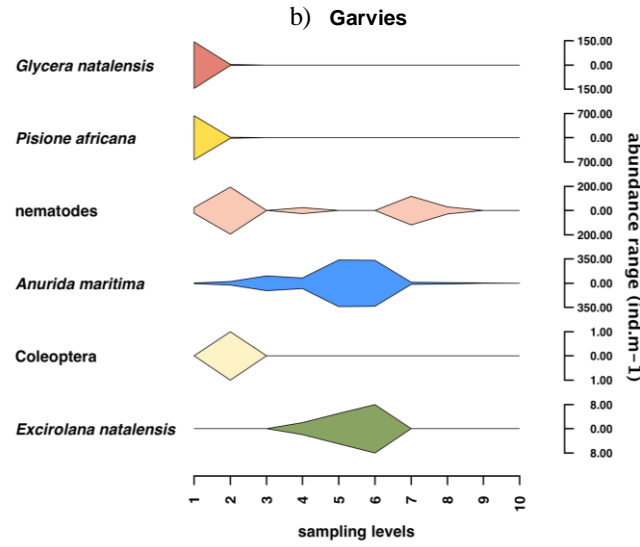 b) Garvies
Glycera natalensis
150.00
0.00
150.00
Pisione africana
700.00
0.00
700.00
nematodes
200.00
0.00
200.00
Anurida maritima
350.00
0.00
350.00
Coleoptera
1.00
0.00
1.00
Excirolana natalensis
8.00
0.00
8.00
abundance range (ind.m−1)
1 2 3 4 5 6 7 8 9 10
sampling levels